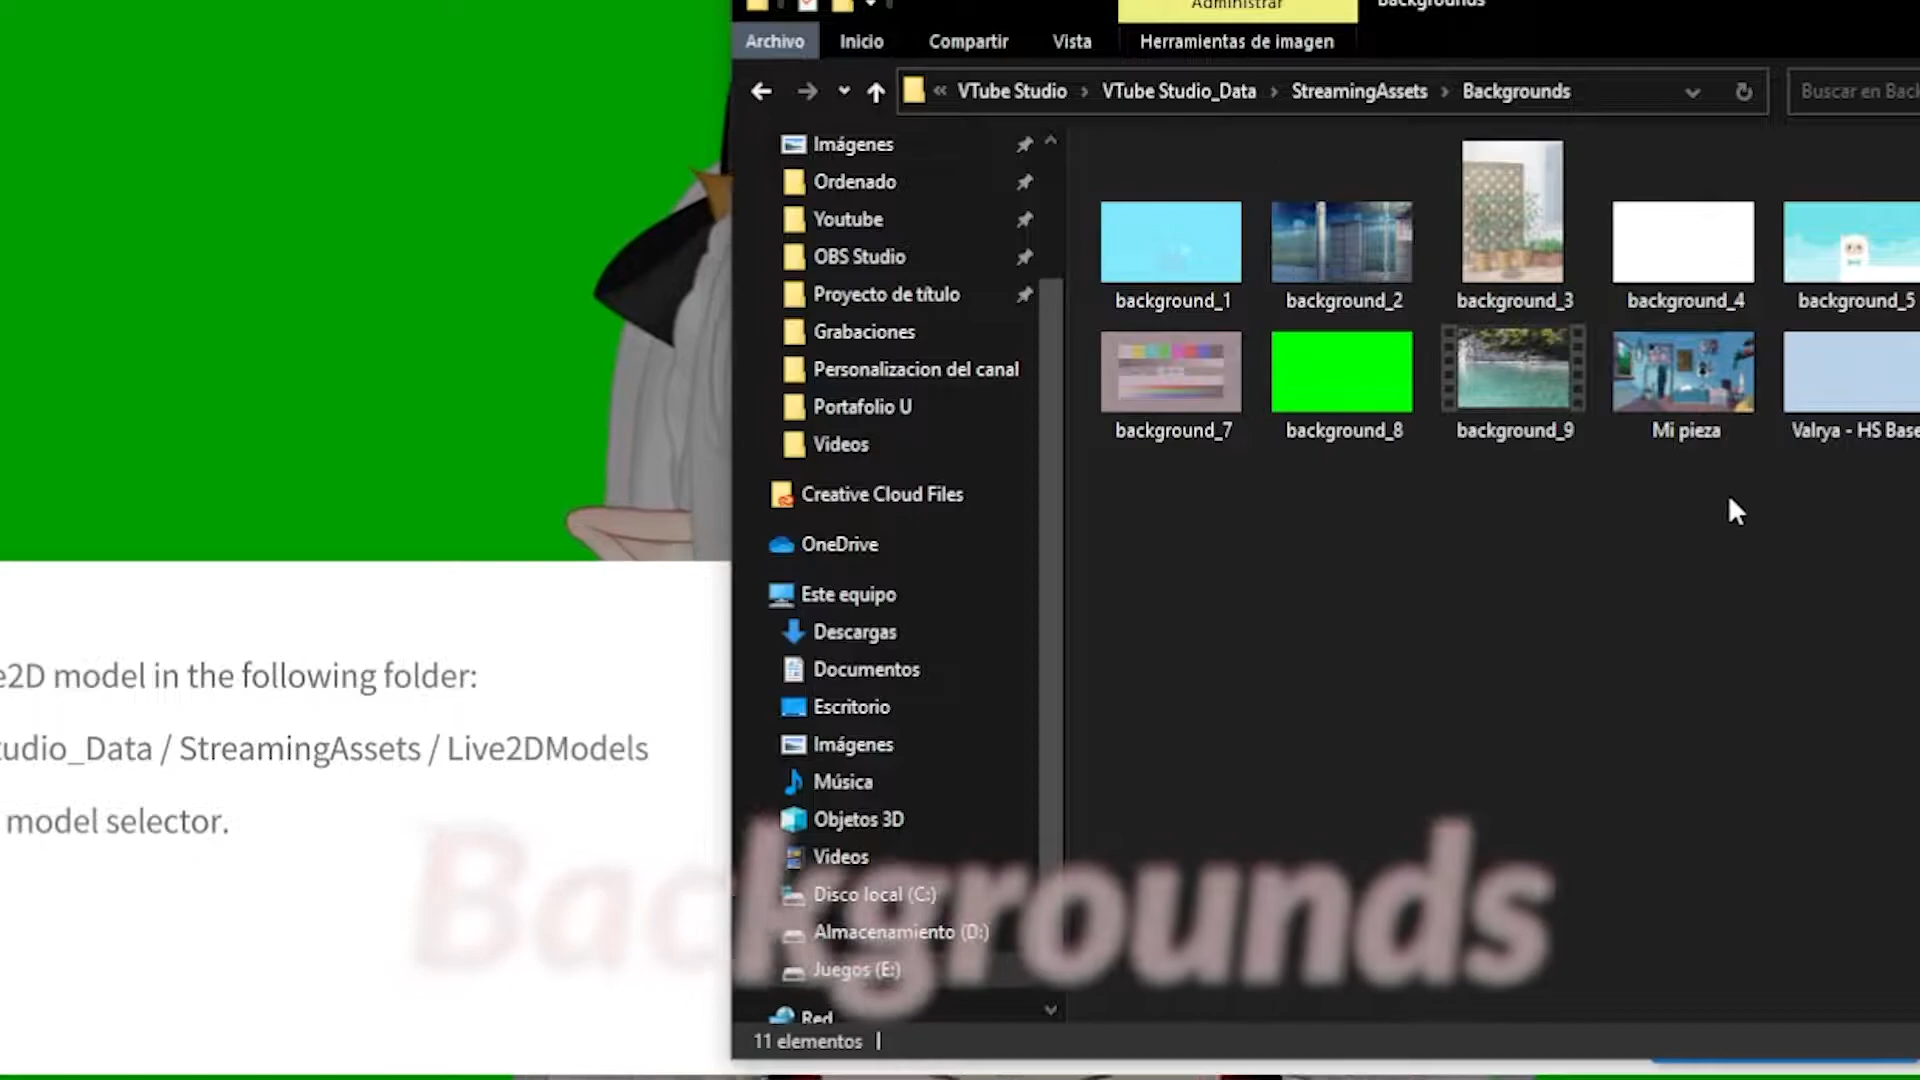 Administrar
Backgrounds
Archivo
Inicio
Compartir
Vista
Herramientas de imagen
« VTube Studio › VTube Studio_Data › StreamingAssets › Backgrounds
Buscar en Bac
Imágenes
Ordenado
Youtube
OBS Studio
Proyecto de título
Grabaciones
Personalizacion del canal
Portafolio U
Videos
Creative Cloud Files
OneDrive
Este equipo
Descargas
Documentos
Escritorio
Imágenes
Música
Objetos 3D
Videos
Disco local (C:)
Almacenamiento (D:)
Juegos (E:)
Red
background_1
background_2
background_3
background_4
background_5
background_7
background_8
background_9
Mi pieza
Valrya - HS Base
11 elementos
e2D model in the following folder:
tudio_Data / StreamingAssets / Live2DModels
model selector.
Backgrounds